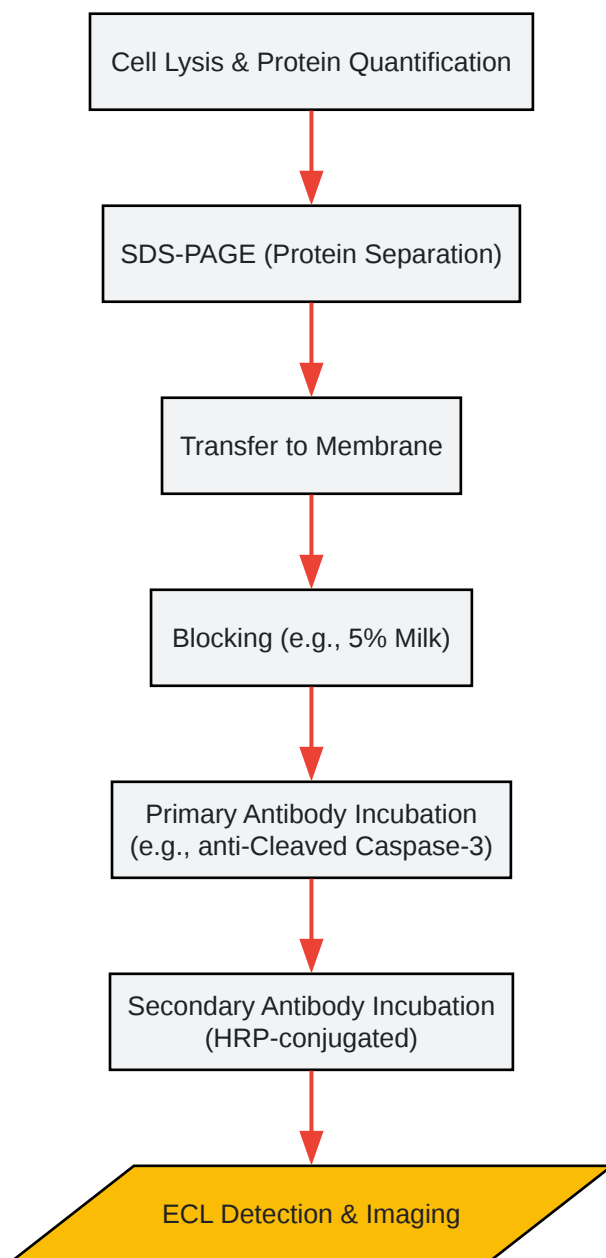 Cell Lysis & Protein Quantification
SDS-PAGE (Protein Separation)
Transfer to Membrane
Blocking (e.g., 5% Milk)
Primary Antibody Incubation
(e.g., anti-Cleaved Caspase-3)
Secondary Antibody Incubation
(HRP-conjugated)
ECL Detection & Imaging